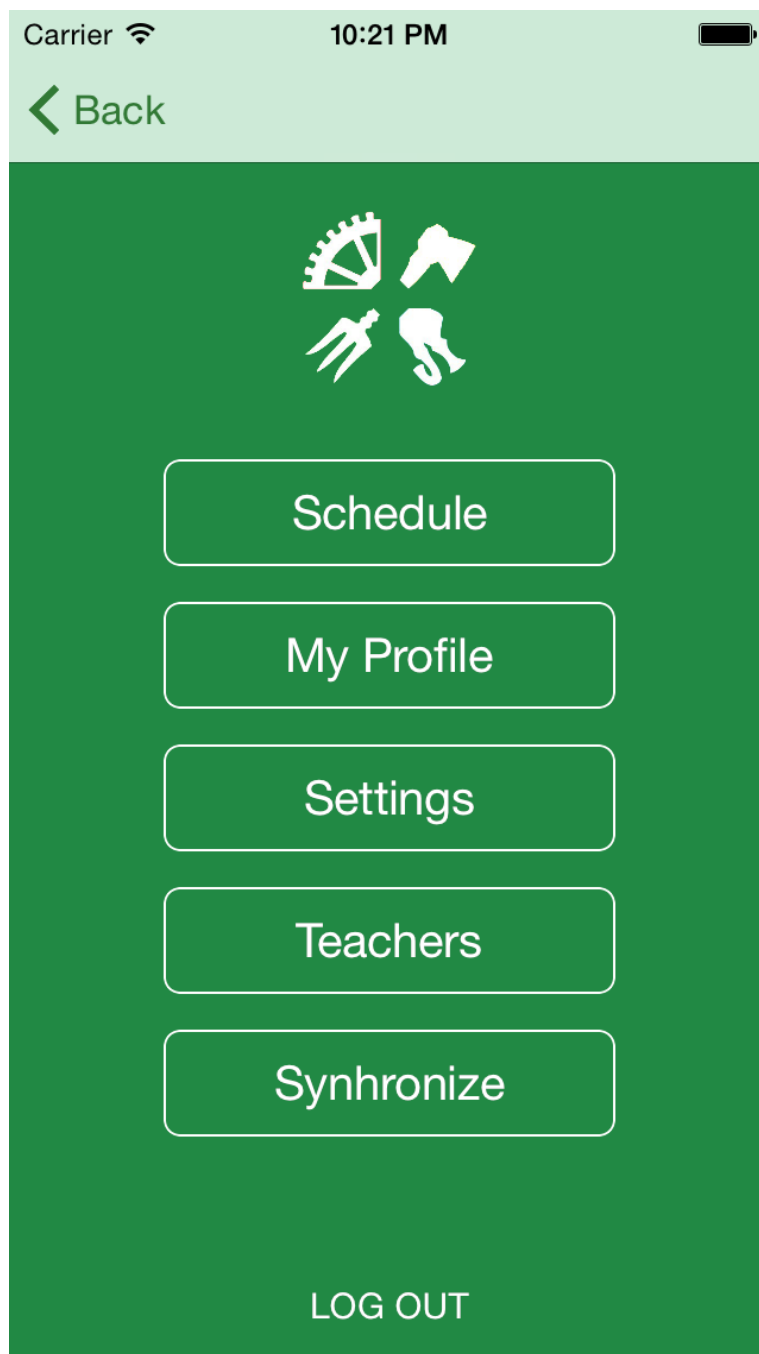 Carrier 10:21 PM
Back
Schedule
My Profile
Settings
Teachers
Synhronize
LOG OUT